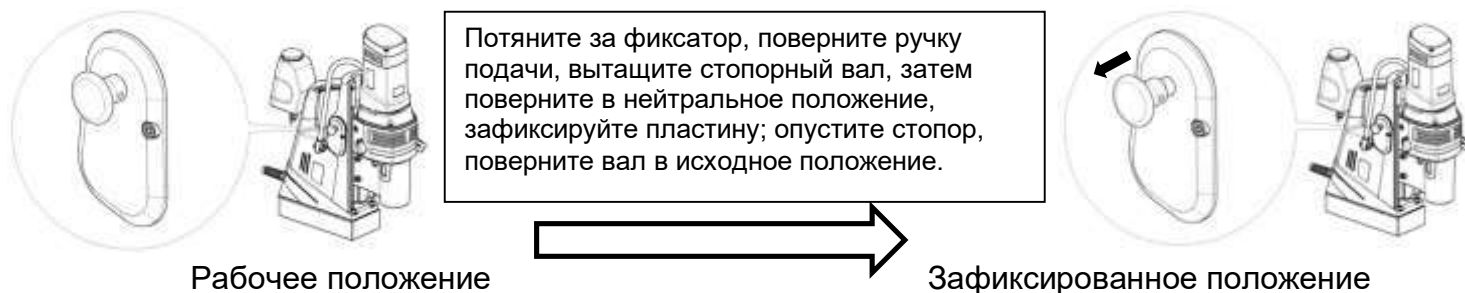 Потяните за фиксатор, поверните ручку
подачи, вытащите стопорный вал, затем
поверните в нейтральное положение,
зафиксируйте пластину; опустите стопор,
поверните вал в исходное положение.
Рабочее положение
Зафиксированное положение